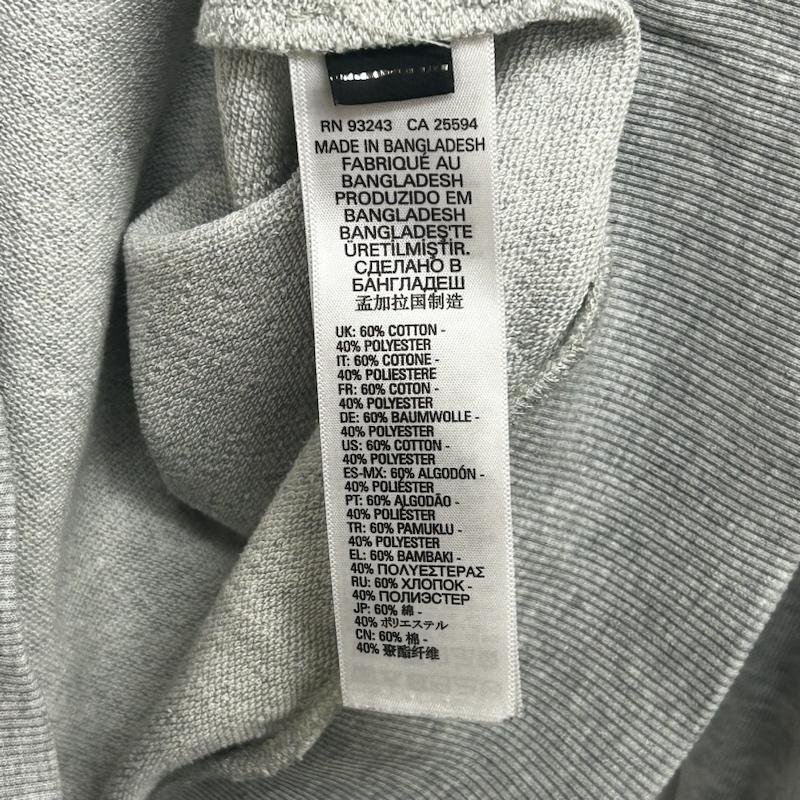 RN 93243 CA 25594
MADE IN BANGLADESH
FABRIQUÉ AU
BANGLADESH
PRODUZIDO EM
BANGLADESH
BANGLADEŞ'TE
ÜRETİLMİŞTİR.
СДЕЛАНО В
БАНГЛАДЕШ
孟加拉国制造
UK: 60% COTTON -
40% POLYESTER
IT: 60% COTONE -
40% POLIESTERE
FR: 60% COTON -
40% POLYESTER
DE: 60% BAUMWOLLE -
40% POLYESTER
US: 60% COTTON -
40% POLYESTER
ES-MX: 60% ALGODÓN -
40% POLIÉSTER
PT: 60% ALGODÃO -
40% POLIÉSTER
TR: 60% PAMUKLU -
40% POLYESTER
EL: 60% BAMBAKI -
40% ΠΟΛΥΕΣΤΕΡΑΣ
RU: 60% ХЛОПОК -
40% ПОЛИЭСТЕР
JP: 60% 綿 -
40% ポリエステル
CN: 60% 棉 -
40% 聚酯纤维